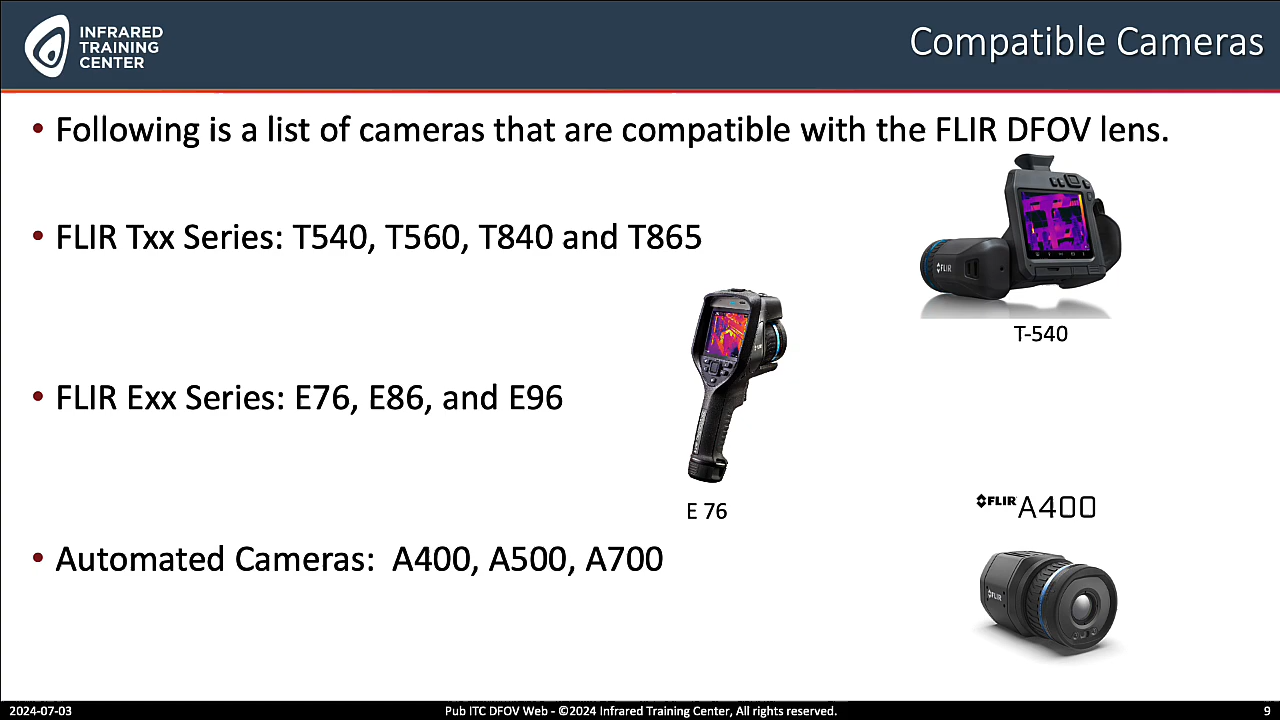 INFRARED
TRAINING
CENTER
Compatible Cameras
• Following is a list of cameras that are compatible with the FLIR DFOV lens.
• FLIR Txx Series: T540, T560, T840 and T865
FLIR
T-540
• FLIR Exx Series: E76, E86, and E96
E 76
FLIR A400
• Automated Cameras:  A400, A500, A700
FLIR
2024-07-03
Pub ITC DFOV Web - ©2024 Infrared Training Center, All rights reserved.
9